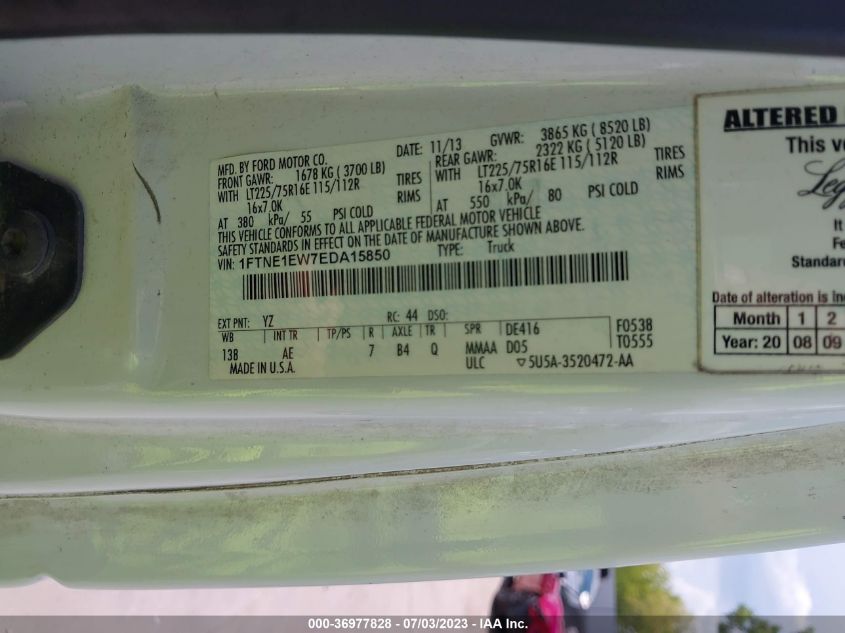 MFD. BY FORD MOTOR CO.
DATE: 11/13 GVWR: 3865 KG ( 8520 LB)
FRONT GAWR: 1678 KG ( 3700 LB)
REAR GAWR: 2322 KG ( 5120 LB)
WITH LT225/75R16E 115/112R TIRES
WITH LT225/75R16E 115/112R TIRES
16x7.0K RIMS
16x7.0K RIMS
AT 380 kPa/ 55 PSI COLD
AT 550 kPa/ 80 PSI COLD
THIS VEHICLE CONFORMS TO ALL APPLICABLE FEDERAL MOTOR VEHICLE
SAFETY STANDARDS IN EFFECT ON THE DATE OF MANUFACTURE SHOWN ABOVE.
VIN: 1FTNE1EW7EDA15850 TYPE: Truck
EXT PNT: YZ RC: 44 DSO:
WB INT TR TP/PS R AXLE TR SPR DE416 F0538
138 AE 7 B4 Q MMAA D05 T0555
MADE IN U.S.A. ULC ▽5U5A-3520472-AA
ALTERED
This ve
It
Fe
Standard
Date of alteration is in
Month 1 2
Year: 20 08 09
000-36977828 - 07/03/2023 - IAA Inc.